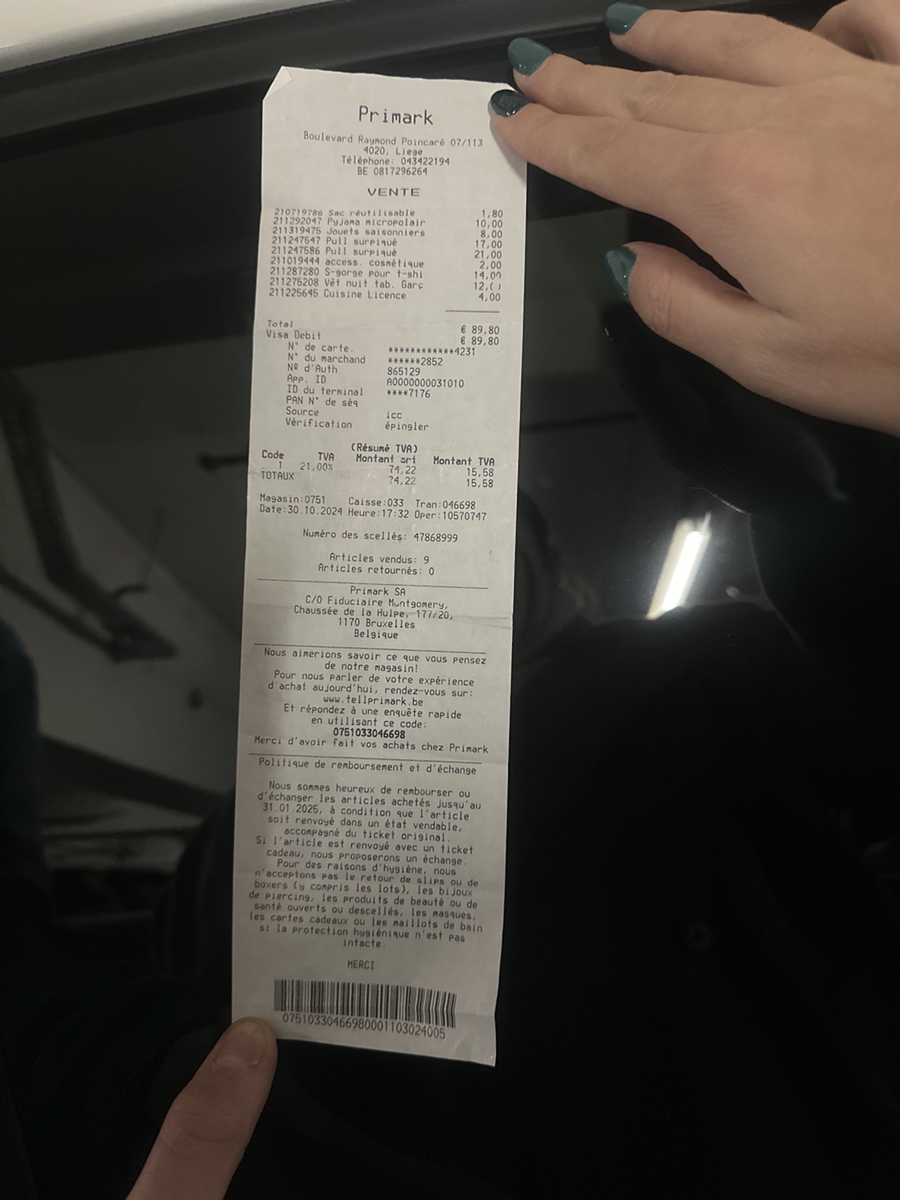 Primark
Boulevard Raymond Poincaré 07/113
4020, Liege
Téléphone: 043422194
BE 0817296264
VENTE
210719786 Sac réutilisable 1,80
211292047 Pyjama micropolair 10,00
211319475 Jouets saisonniers 8,00
211247547 Pull surpiqué 17,00
211247586 Pull surpiqué 21,00
211019444 access. cosmétique 2,00
211287280 S-gorge pour t-shi 14,00
211275208 Vêt nuit tab. Garç
211225645 Cuisine Licence 4,00
Total € 89,80
Visa Debit € 89,80
N° de carte. ************4231
N° du marchand ******2852
Nº d'Auth 865129
App. ID A0000000031010
ID du terminal ****7176
PAN N° de séq
Source icc
Vérification épingler
(Résumé TVA)
Code TVA Montant art Montant TVA
1 21,00% 74,22 15,58
TOTAUX 74,22 15,58
Magasin:0751 Caisse:033 Tran:046698
Date:30.10.2024 Heure:17:32 Oper:10570747
Numéro des scellés: 47868999
Articles vendus: 9
Articles retournés: 0
Primark SA
C/O Fiduciaire Montgomery,
Chaussée de la Hulpe, 177/20,
1170 Bruxelles
Belgique
Nous aimerions savoir ce que vous pensez
de notre magasin!
Pour nous parler de votre expérience
d'achat aujourd'hui, rendez-vous sur:
www.tellprimark.be
Et répondez à une enquête rapide
en utilisant ce code:
0751033046698
Merci d'avoir fait vos achats chez Primark
Politique de remboursement et d'échange
Nous sommes heureux de rembourser ou
d'échanger les articles achetés jusqu'au
31.01.2025, à condition que l'article
soit renvoyé dans un état vendable,
accompagné du ticket original.
Si l'article est renvoyé avec un ticket
cadeau, nous proposerons un échange.
Pour des raisons d'hygiène, nous
n'acceptons pas le retour de slips ou de
boxers (y compris les lots), les bijoux
de piercing, les produits de beauté ou de
santé ouverts ou descellés, les masques,
les cartes cadeaux ou les maillots de bain
si la protection hygiénique n'est pas
intacte.
MERCI
07510330466980001103024005